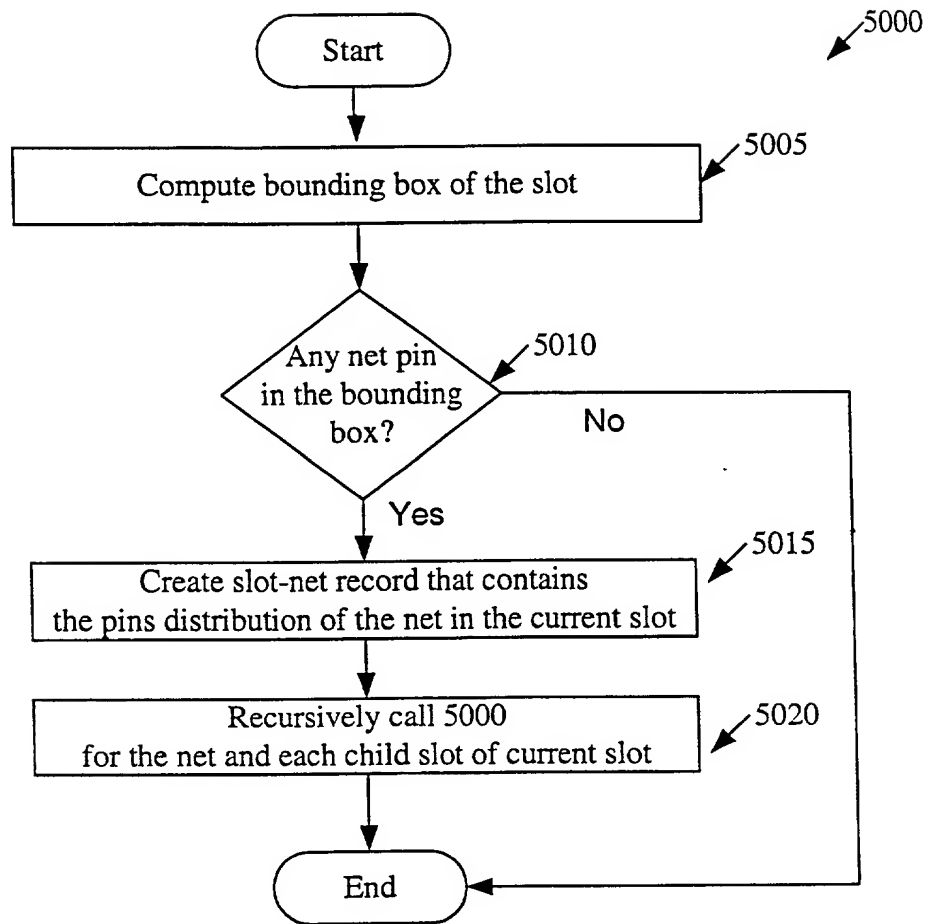 5000
Start
5005
Compute bounding box of the slot
5010
Any net pin
in the bounding
box?
No
Yes
5015
Create slot-net record that contains
the pins distribution of the net in the current slot
5020
Recursively call 5000
for the net and each child slot of current slot
End